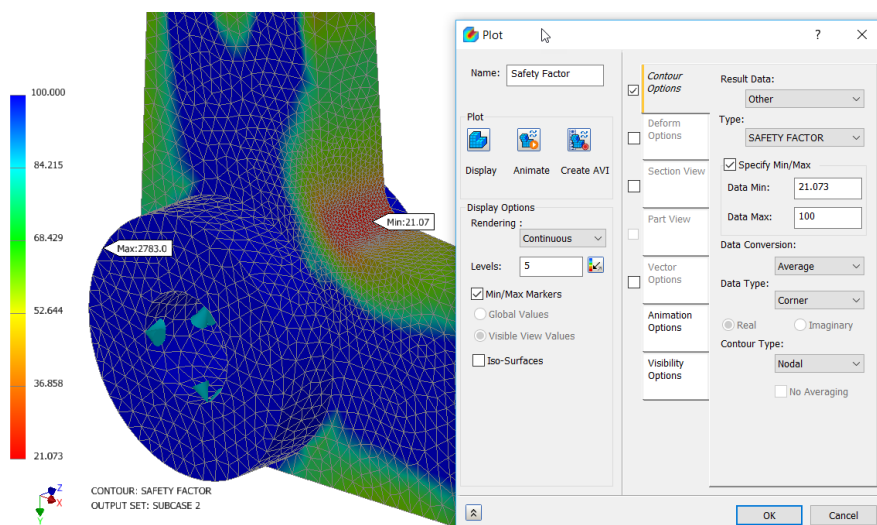 100.000
84.215
68.429
52.644
36.858
21.073
Max:2783.0
Min:21.07
Z
X
Y
CONTOUR: SAFETY FACTOR
OUTPUT SET: SUBCASE 2
Plot
?
Name:
Safety Factor
Plot
Display
Animate
Create AVI
Display Options
Rendering :
Continuous
Levels:
5
Min/Max Markers
Global Values
Visible View Values
Iso-Surfaces
Contour Options
Deform Options
Section View
Part View
Vector Options
Animation Options
Visibility Options
Result Data:
Other
Type:
SAFETY FACTOR
Specify Min/Max
Data Min:
21.073
Data Max:
100
Data Conversion:
Average
Data Type:
Corner
Real
Imaginary
Contour Type:
Nodal
No Averaging
OK
Cancel